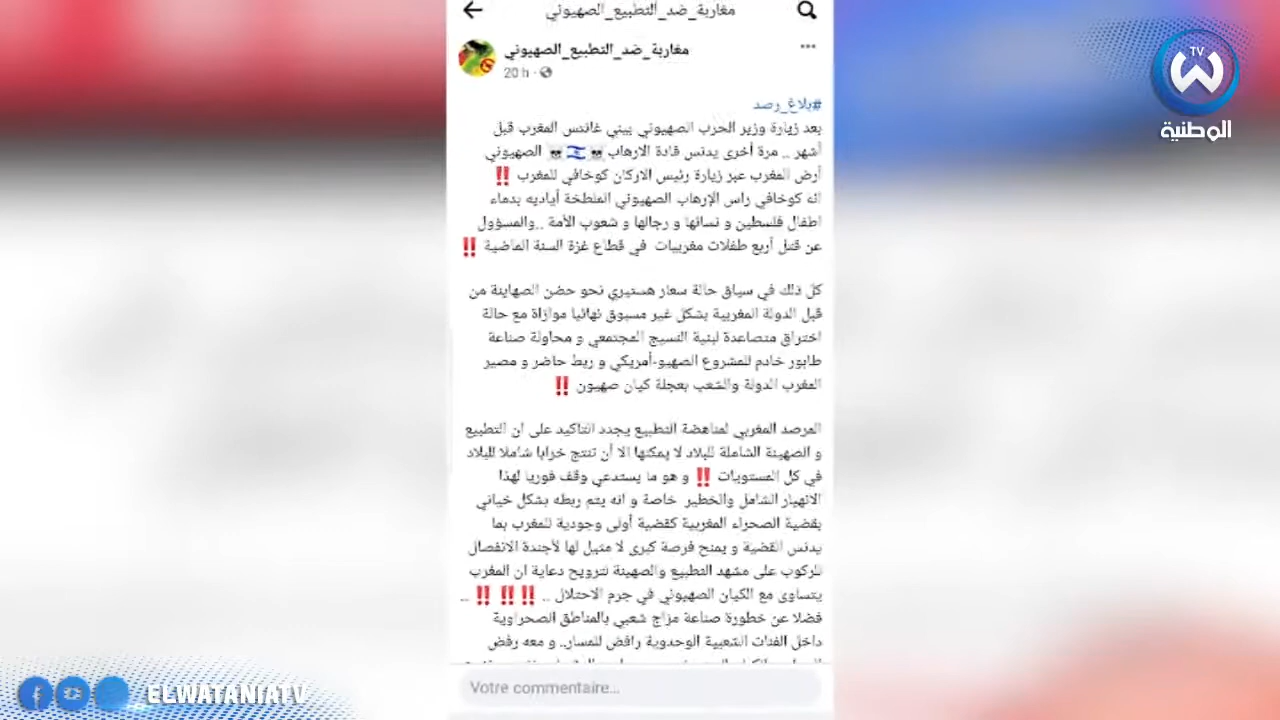 مغاربة_ضد_التطبيع_الصهيوني
مغاربة_ضد_التطبيع_الصهيوني
20 h
TV
الوطنية
#بلاغ_رصد
بعد زيارة وزير الحرب الصهيوني بيني غانتس المغرب قبل
أشهر .. مرة أخرى يدنس قادة الارهاب ☠️🇮🇱☠️ الصهيوني
أرض المغرب عبر زيارة رئيس الاركان كوخافي للمغرب ‼️
انه كوخافي راس الإرهاب الصهيوني الملطخة أياديه بدماء
اطفال فلسطين و نسائها و رجالها و شعوب الأمة ..والمسؤول
عن قتل أربع طفلات مغربيات في قطاع غزة السنة الماضية ‼️
كل ذلك في سياق حالة سعار هستيري نحو حضن الصهاينة من
قبل الدولة المغربية بشكل غير مسبوق نهائيا موازاة مع حالة
اختراق متصاعدة لبنية النسيج المجتمعي و محاولة صناعة
طابور خادم للمشروع الصهيو-أمريكي و ربط حاضر و مصير
المغرب الدولة والشعب بعجلة كيان صهيون ‼️
المرصد المغربي لمناهضة التطبيع يجدد التاكيد على ان التطبيع
و الصهينة الشاملة للبلاد لا يمكنها الا أن تنتج خرابا شاملا للبلاد
في كل المستويات ‼️ و هو ما يستدعي وقف فوريا لهذا
الانهيار الشامل والخطير خاصة و انه يتم ربطه بشكل خياني
بقضية الصحراء المغربية كقضية أولى وجودية للمغرب بما
يدنس القضية و يمنح فرصة كبرى لا مثيل لها لأجندة الانفصال
للركوب على مشهد التطبيع والصهينة لترويج دعاية ان المغرب
يتساوى مع الكيان الصهيوني في جرم الاحتلال .. ‼️ ‼️ ‼️ ..
فضلا عن خطورة صناعة مزاج شعبي بالمناطق الصحراوية
داخل الفئات الشعبية الوحدوية رافض للمسار.. و معه رفض
Votre commentaire...
ELWATANIATV